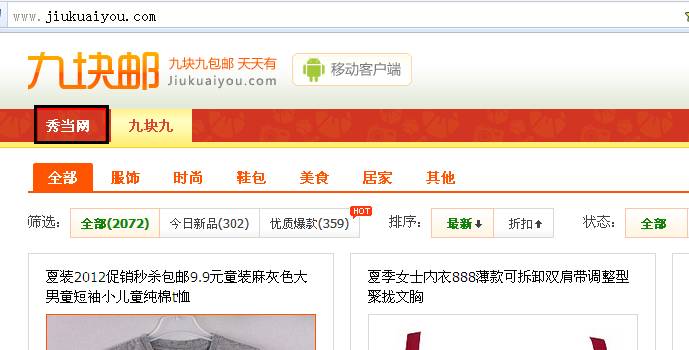 www.jiukuaiyou.com
九块邮 九块九包邮 天天有 移动客户端
Jiukuaiyou.com
秀当网 九块九
全部 服饰 时尚 鞋包 美食 居家 其他
筛选: 全部(2072) 今日新品(302) 优质爆款(359) HOT 排序: 最新 折扣 状态: 全部
夏装2012促销秒杀包邮9.9元童装麻灰色大
男童短袖小儿童纯棉t恤
夏季女士内衣888薄款可拆卸双肩带调整型
聚拢文胸